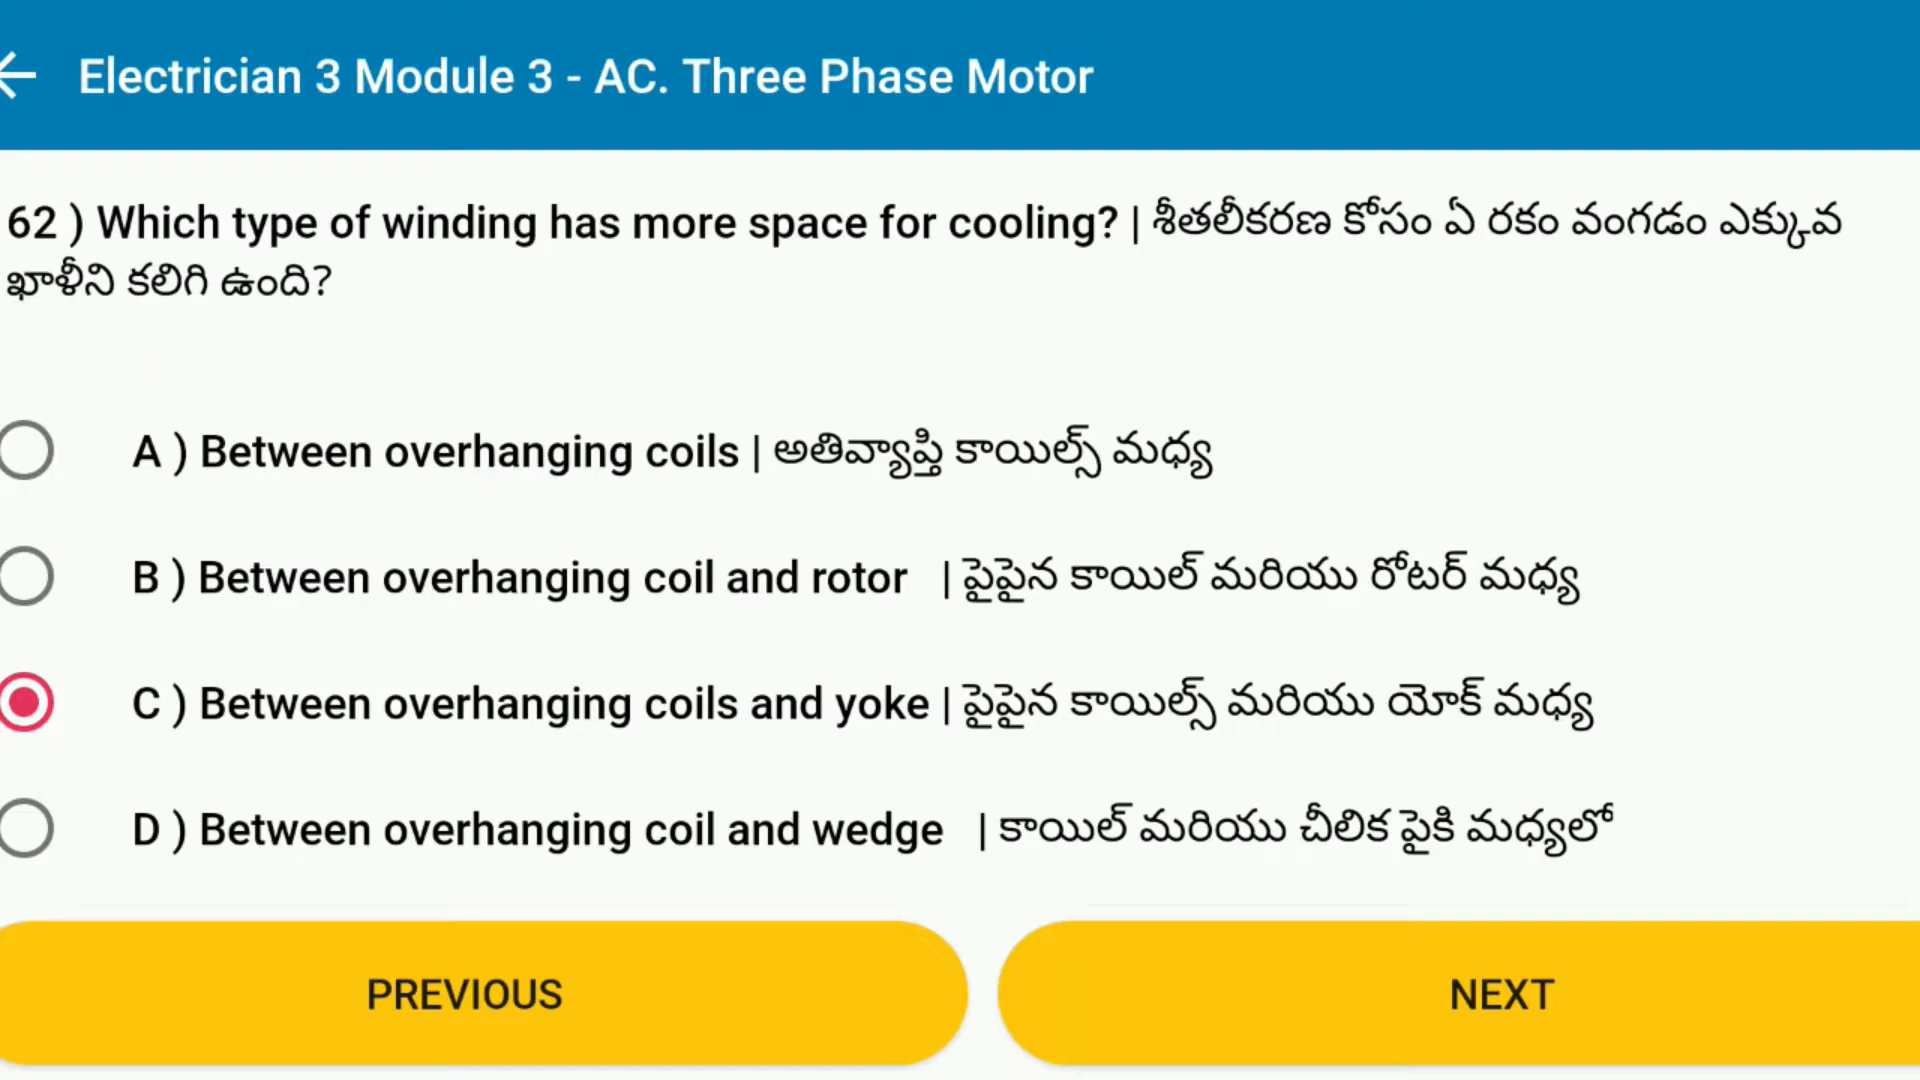 Electrician 3 Module 3 - AC. Three Phase Motor
62 ) Which type of winding has more space for cooling? | శీతలీకరణ కోసం ఏ రకం వంగడం ఎక్కువ
ఖాళీని కలిగి ఉంది?
A ) Between overhanging coils | అతివ్యాప్తి కాయిల్స్ మధ్య
B ) Between overhanging coil and rotor | పైపైన కాయిల్ మరియు రోటర్ మధ్య
C ) Between overhanging coils and yoke | పైపైన కాయిల్స్ మరియు యోక్ మధ్య
D ) Between overhanging coil and wedge | కాయిల్ మరియు చీలిక పైకి మధ్యలో
PREVIOUS
NEXT